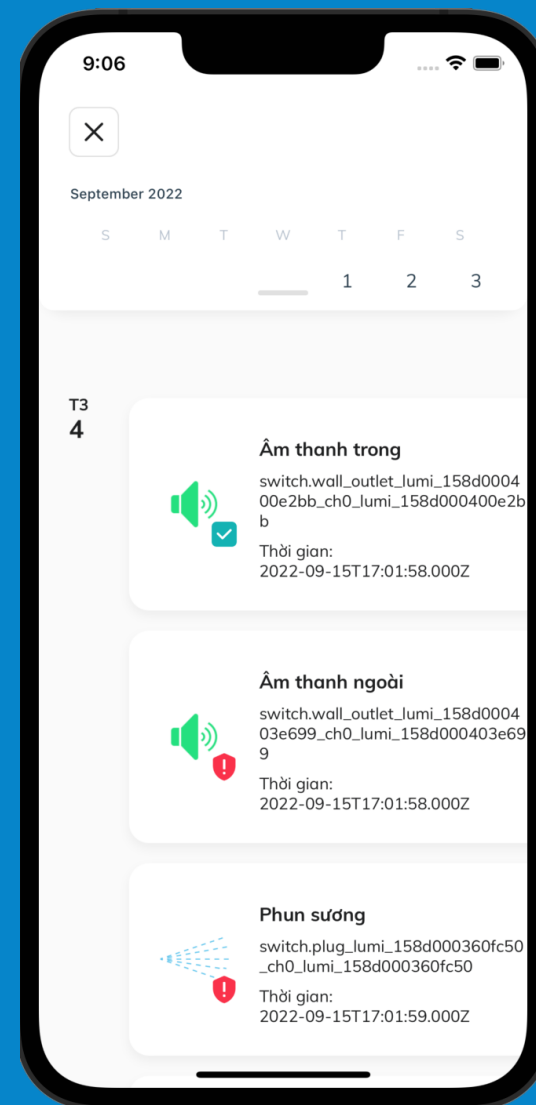 9:06
September 2022
S M T W T F S
1 2 3
T3
4
Âm thanh trong
switch.wall_outlet_lumi_158d0004
00e2bb_ch0_lumi_158d000400e2b
b
Thời gian:
2022-09-15T17:01:58.000Z
Âm thanh ngoài
switch.wall_outlet_lumi_158d0004
03e699_ch0_lumi_158d000403e69
9
Thời gian:
2022-09-15T17:01:58.000Z
Phun sương
switch.plug_lumi_158d000360fc50
_ch0_lumi_158d000360fc50
Thời gian:
2022-09-15T17:01:59.000Z